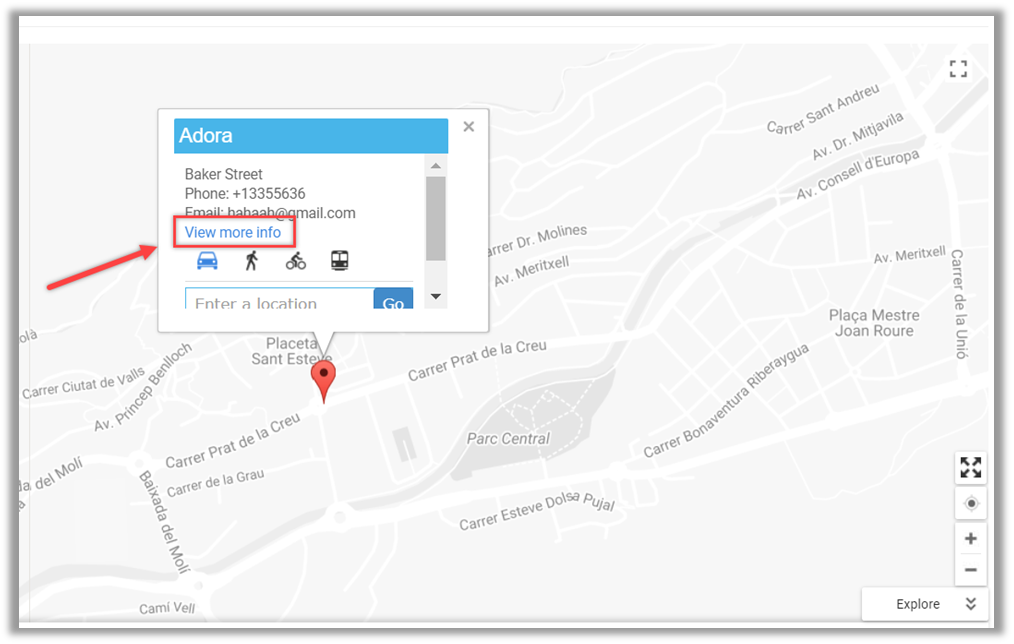 Adora
Baker Street
Phone: +13355636
Email: hahaah@gmail.com
View more info
Enter a location
Go
Carrer Sant Andreu
Av. Dr. Mitjavila
Av. Consell d'Europa
arrer Dr. Molines
Av. Meritxell
Av. Meritxell
Carrer de la Unió
Plaça Mestre
Joan Roure
olà
Placeta
Sant Esteve
Carrer Prat de la Creu
Carrer Ciutat de Valls
Av. Príncep Benlloch
Carrer Bonaventura Riberaygua
Parc Central
Carrer Prat de la Creu
da del Molí
Carrer de la Grau
Baixada del Molí
Carrer Esteve Dolsa Pujal
Camí Vell
Explore